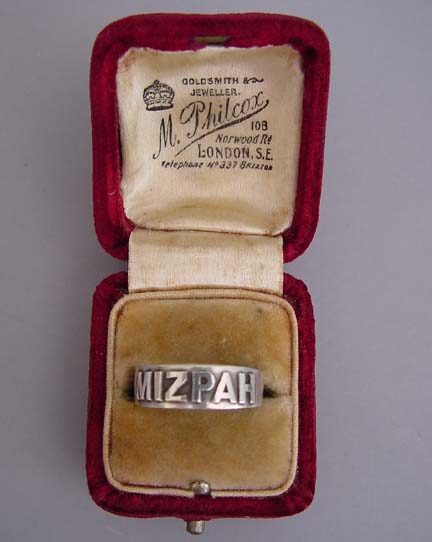 GOLDSMITH &
JEWELLER.
M. Philcox
108
Norwood Rd
LONDON, S.E.
Telephone No 337 BRIXTON
MIZPAH